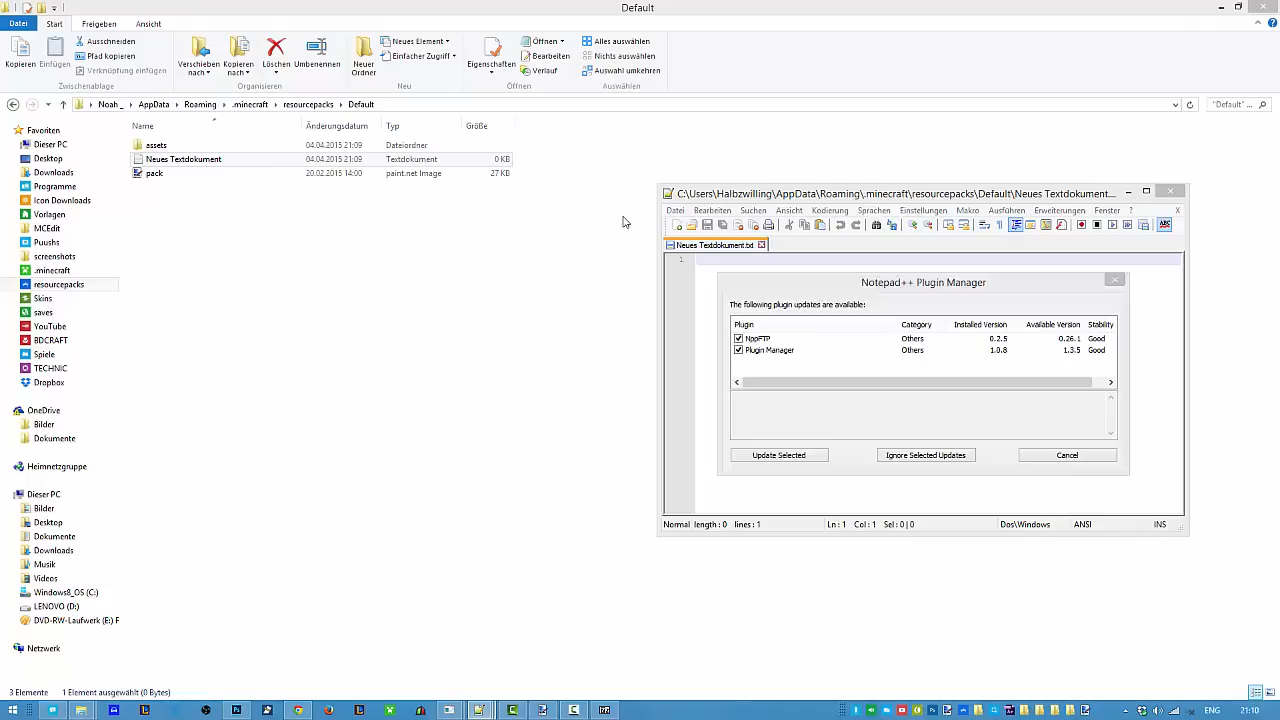 Default
Datei
Start
Freigeben
Ansicht
Kopieren
Einfügen
Ausschneiden
Pfad kopieren
Verknüpfung einfügen
Zwischenablage
Verschieben nach
Kopieren nach
Löschen
Umbenennen
Organisieren
Neuer Ordner
Neues Element
Einfacher Zugriff
Neu
Eigenschaften
Öffnen
Bearbeiten
Verlauf
Öffnen
Alles auswählen
Nichts auswählen
Auswahl umkehren
Auswählen
Noah_ AppData Roaming .minecraft resourcepacks Default
"Default" ...
Name Änderungsdatum Typ Größe
assets 04.04.2015 21:09 Dateiordner
Neues Textdokument 04.04.2015 21:09 Textdokument 0 KB
pack 20.02.2015 14:00 paint.net Image 27 KB
Favoriten
Dieser PC
Desktop
Downloads
Programme
Icon Downloads
Vorlagen
MCEdit
Puushs
screenshots
.minecraft
resourcepacks
Skins
saves
YouTube
BDCRAFT
Spiele
TECHNIC
Dropbox
OneDrive
Bilder
Dokumente
Heimnetzgruppe
Dieser PC
Bilder
Desktop
Dokumente
Downloads
Musik
Videos
Windows8_OS (C:)
LENOVO (D:)
DVD-RW-Laufwerk (E:) F
Netzwerk
C:\Users\Halbzwilling\AppData\Roaming\.minecraft\resourcepacks\Default\Neues Textdokument....
Datei Bearbeiten Suchen Ansicht Kodierung Sprachen Einstellungen Makro Ausführen Erweiterungen Fenster ? X
Neues Textdokument.txt
1
Notepad++ Plugin Manager
The following plugin updates are available:
Plugin Category Installed Version Available Version Stability
NppFTP Others 0.2.5 0.26.1 Good
Plugin Manager Others 1.0.8 1.3.5 Good
Update Selected Ignore Selected Updates Cancel
Normal length : 0 lines : 1 Ln : 1 Col : 1 Sel : 0 | 0 Dos\Windows ANSI INS
3 Elemente 1 Element ausgewählt (0 Bytes)
ENG 21:10